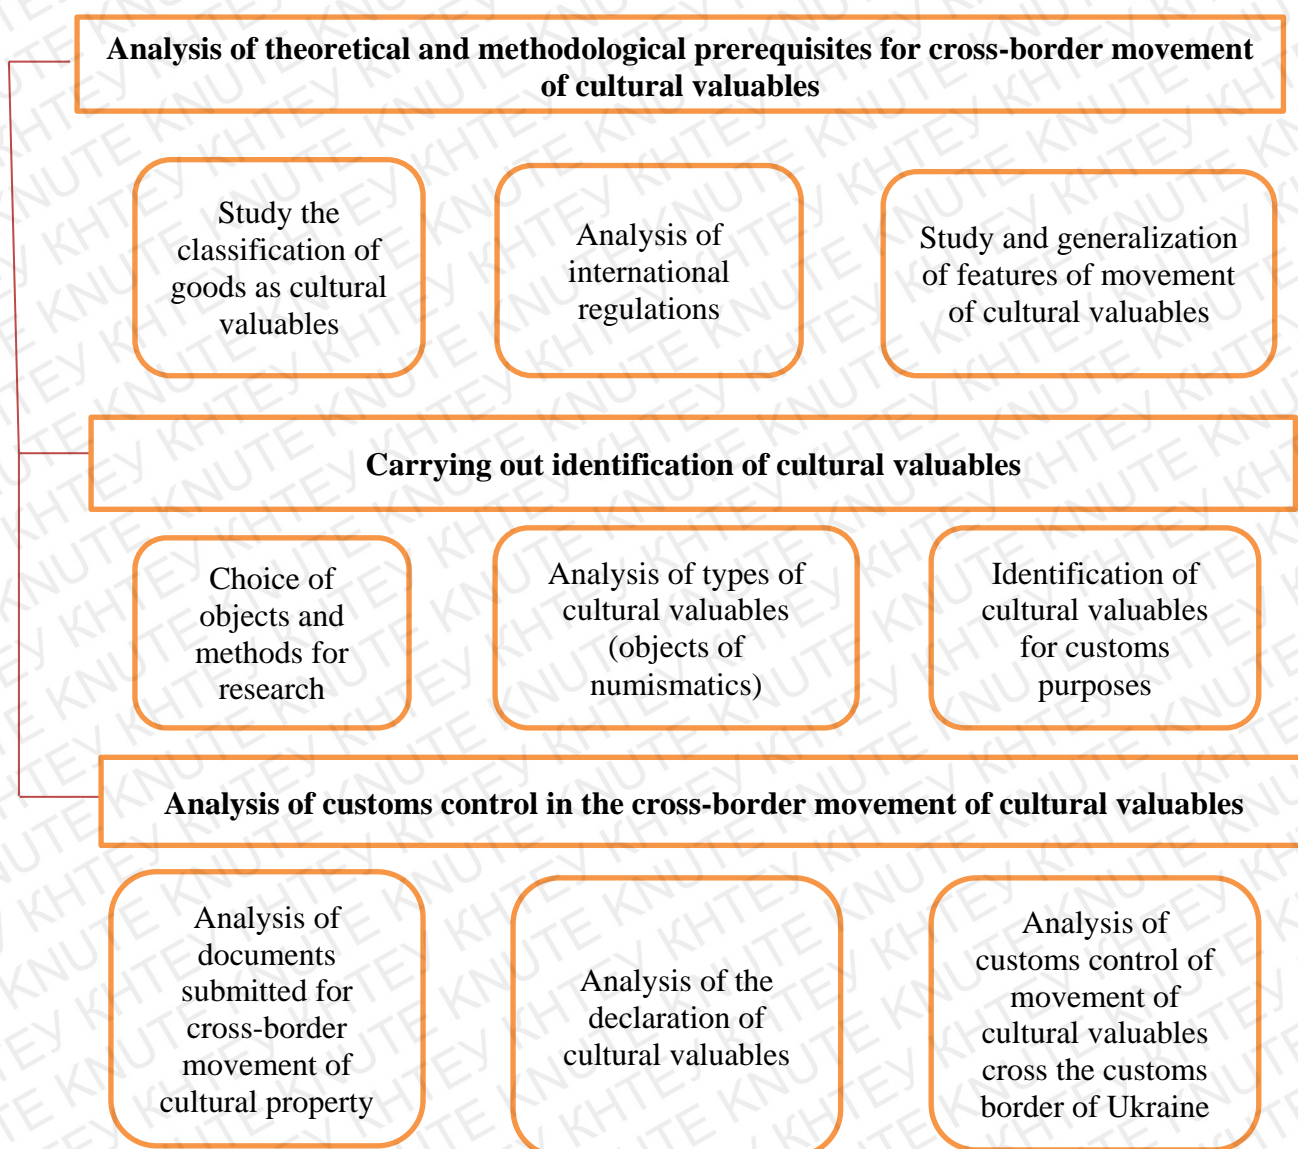 Analysis of theoretical and methodological prerequisites for cross-border movement
of cultural valuables
Study the
classification of
goods as cultural
valuables
Analysis of
international
regulations
Study and generalization
of features of movement
of cultural valuables
Carrying out identification of cultural valuables
Choice of
objects and
methods for
research
Analysis of types of
cultural valuables
(objects of
numismatics)
Identification of
cultural valuables
for customs
purposes
Analysis of customs control in the cross-border movement of cultural valuables
Analysis of
documents
submitted for
cross-border
movement of
cultural property
Analysis of the
declaration of
cultural valuables
Analysis of
customs control of
movement of
cultural valuables
cross the customs
border of Ukraine